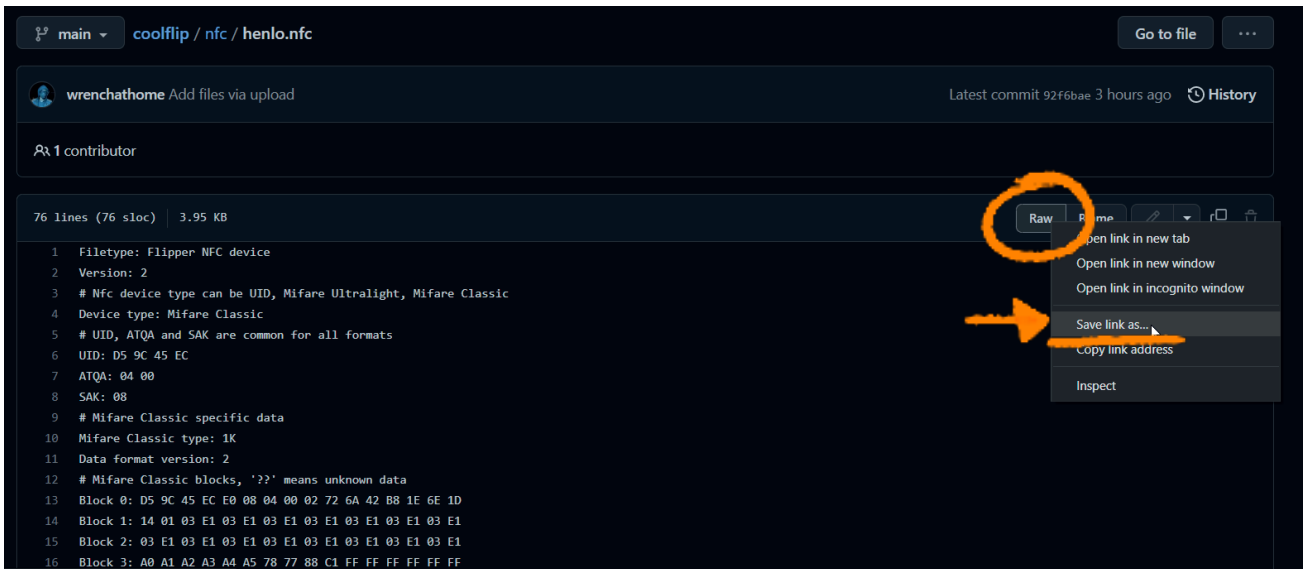 main
coolflip / nfc / henlo.nfc
Go to file
...
wrenchathome Add files via upload
Latest commit 92f6bae 3 hours ago
History
1 contributor
76 lines (76 sloc) 3.95 KB
Raw
Open link in new tab
Open link in new window
Open link in incognito window
Save link as...
Copy link address
Inspect
1 Filetype: Flipper NFC device
2 Version: 2
3 # Nfc device type can be UID, Mifare Ultralight, Mifare Classic
4 Device type: Mifare Classic
5 # UID, ATQA and SAK are common for all formats
6 UID: D5 9C 45 EC
7 ATQA: 04 00
8 SAK: 08
9 # Mifare Classic specific data
10 Mifare Classic type: 1K
11 Data format version: 2
12 # Mifare Classic blocks, '??' means unknown data
13 Block 0: D5 9C 45 EC E0 08 04 00 02 72 6A 42 B8 1E 6E 1D
14 Block 1: 14 01 03 E1 03 E1 03 E1 03 E1 03 E1 03 E1 03 E1
15 Block 2: 03 E1 03 E1 03 E1 03 E1 03 E1 03 E1 03 E1 03 E1
16 Block 3: A0 A1 A2 A3 A4 A5 78 77 88 C1 FF FF FF FF FF FF